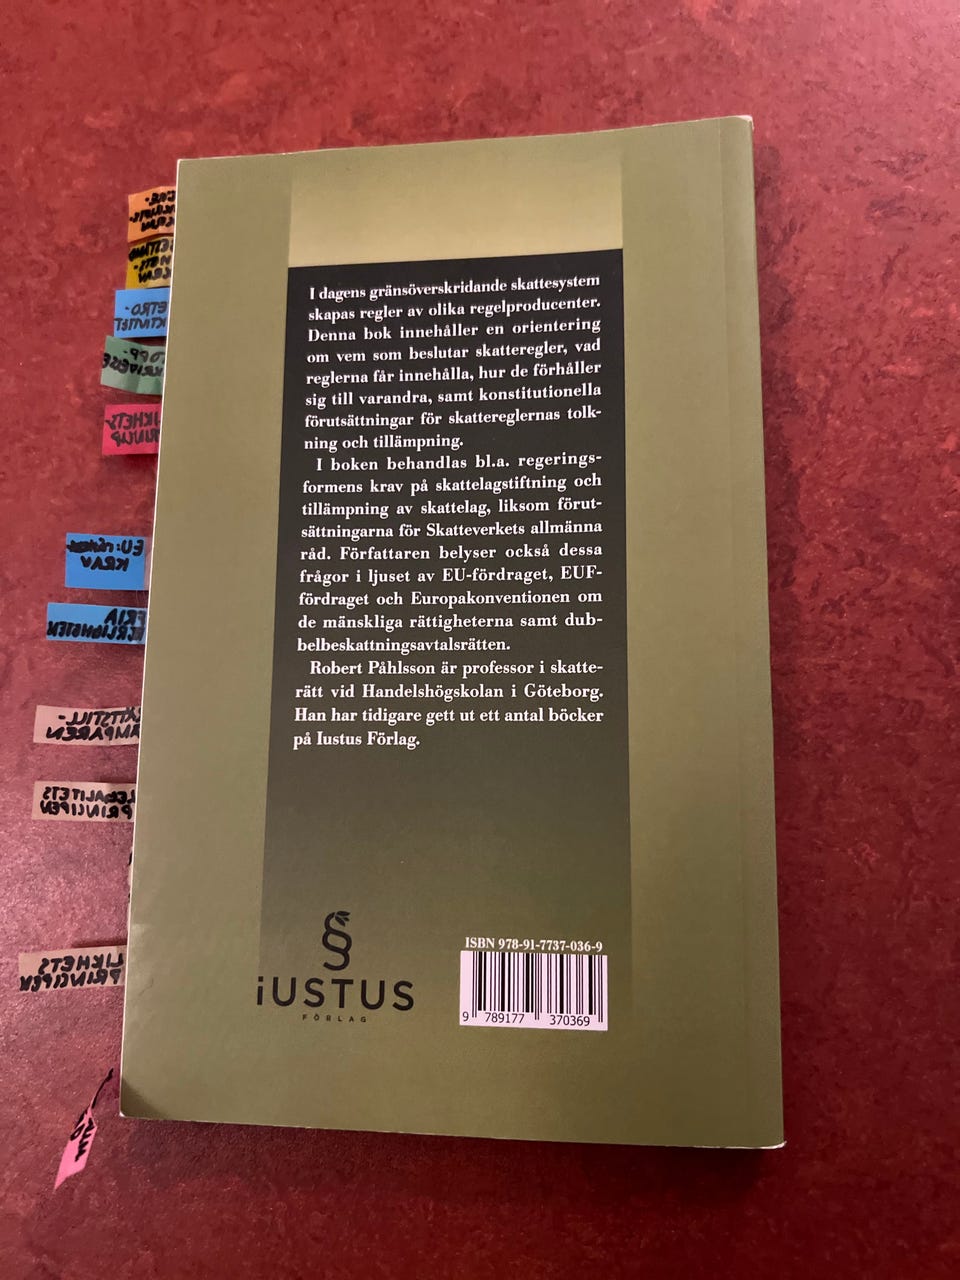 I dagens gränsöverskridande skattesystem
skapas regler av olika regelproducenter.
Denna bok innehåller en orientering
om vem som beslutar skatteregler, vad
reglerna får innehålla, hur de förhåller
sig till varandra, samt konstitutionella
förutsättningar för skattereglernas tolk-
ning och tillämpning.
I boken behandlas bl.a. regerings-
formens krav på skattelagstiftning och
tillämpning av skattelag, liksom förut-
sättningarna för Skatteverkets allmänna
råd. Författaren belyser också dessa
frågor i ljuset av EU-fördraget, EUF-
fördraget och Europakonventionen om
de mänskliga rättigheterna samt dub-
belbeskattningsavtalsrätten.
Robert Påhlsson är professor i skatte-
rätt vid Handelshögskolan i Göteborg.
Han har tidigare gett ut ett antal böcker
på Iustus Förlag.
iUSTUS
FÖRLAG
ISBN 978-91-7737-036-9
9 789177 370369
KRAV
LEGALITETS
PRINCIPEN
LIKHETS
PRINCIPEN